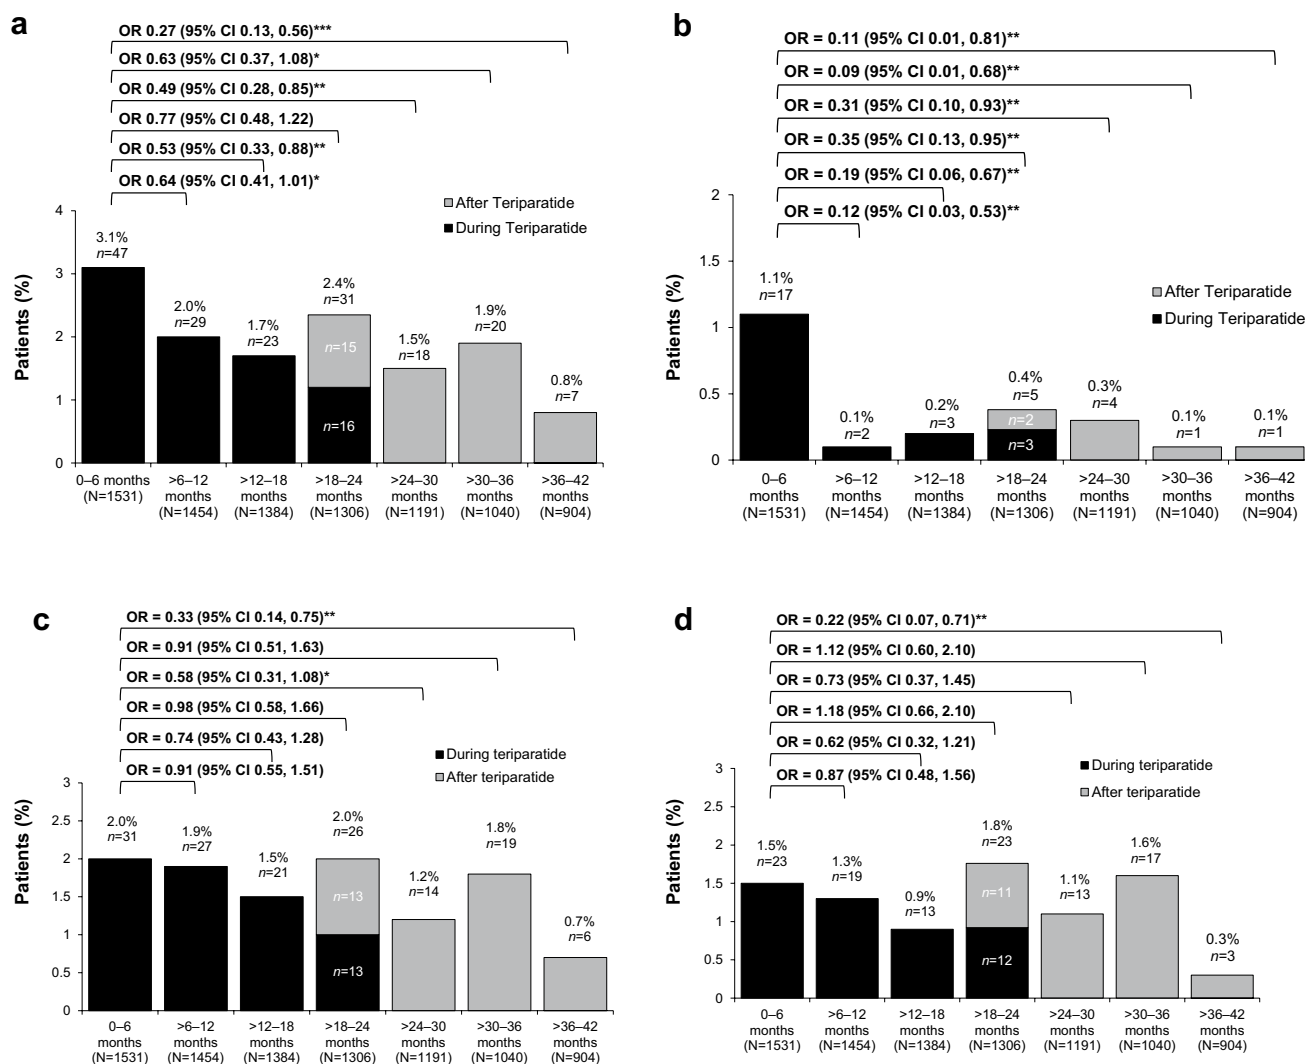 a
OR 0.27 (95% CI 0.13, 0.56)***
OR 0.63 (95% CI 0.37, 1.08)*
OR 0.49 (95% CI 0.28, 0.85)**
OR 0.77 (95% CI 0.48, 1.22)
OR 0.53 (95% CI 0.33, 0.88)**
OR 0.64 (95% CI 0.41, 1.01)*
After Teriparatide
During Teriparatide
Patients (%)
4
3
2
1
0
3.1%
n=47
2.0%
n=29
1.7%
n=23
2.4%
n=31
n=15
n=16
1.5%
n=18
1.9%
n=20
0.8%
n=7
0–6 months
(N=1531)
>6–12
months
(N=1454)
>12–18
months
(N=1384)
>18–24
months
(N=1306)
>24–30
months
(N=1191)
>30–36
months
(N=1040)
>36–42
months
(N=904)
b
OR = 0.11 (95% CI 0.01, 0.81)**
OR = 0.09 (95% CI 0.01, 0.68)**
OR = 0.31 (95% CI 0.10, 0.93)**
OR = 0.35 (95% CI 0.13, 0.95)**
OR = 0.19 (95% CI 0.06, 0.67)**
OR = 0.12 (95% CI 0.03, 0.53)**
After Teriparatide
During Teriparatide
Patients (%)
2
1.5
1
0.5
0
1.1%
n=17
0.1%
n=2
0.2%
n=3
0.4%
n=5
n=2
n=3
0.3%
n=4
0.1%
n=1
0.1%
n=1
0–6
months
(N=1531)
>6–12
months
(N=1454)
>12–18
months
(N=1384)
>18–24
months
(N=1306)
>24–30
months
(N=1191)
>30–36
months
(N=1040)
>36–42
months
(N=904)
c
OR = 0.33 (95% CI 0.14, 0.75)**
OR = 0.91 (95% CI 0.51, 1.63)
OR = 0.58 (95% CI 0.31, 1.08)*
OR = 0.98 (95% CI 0.58, 1.66)
OR = 0.74 (95% CI 0.43, 1.28)
OR = 0.91 (95% CI 0.55, 1.51)
During teriparatide
After teriparatide
Patients (%)
3
2.5
2
1.5
1
0.5
0
2.0%
n=31
1.9%
n=27
1.5%
n=21
2.0%
n=26
n=13
n=13
1.2%
n=14
1.8%
n=19
0.7%
n=6
0–6
months
(N=1531)
>6–12
months
(N=1454)
>12–18
months
(N=1384)
>18–24
months
(N=1306)
>24–30
months
(N=1191)
>30–36
months
(N=1040)
>36–42
months
(N=904)
d
OR = 0.22 (95% CI 0.07, 0.71)**
OR = 1.12 (95% CI 0.60, 2.10)
OR = 0.73 (95% CI 0.37, 1.45)
OR = 1.18 (95% CI 0.66, 2.10)
OR = 0.62 (95% CI 0.32, 1.21)
OR = 0.87 (95% CI 0.48, 1.56)
During teriparatide
After teriparatide
Patients (%)
3
2.5
2
1.5
1
0.5
0
1.5%
n=23
1.3%
n=19
0.9%
n=13
1.8%
n=23
n=11
n=12
1.1%
n=13
1.6%
n=17
0.3%
n=3
0–6
months
(N=1531)
>6–12
months
(N=1454)
>12–18
months
(N=1384)
>18–24
months
(N=1306)
>24–30
months
(N=1191)
>30–36
months
(N=1040)
>36–42
months
(N=904)